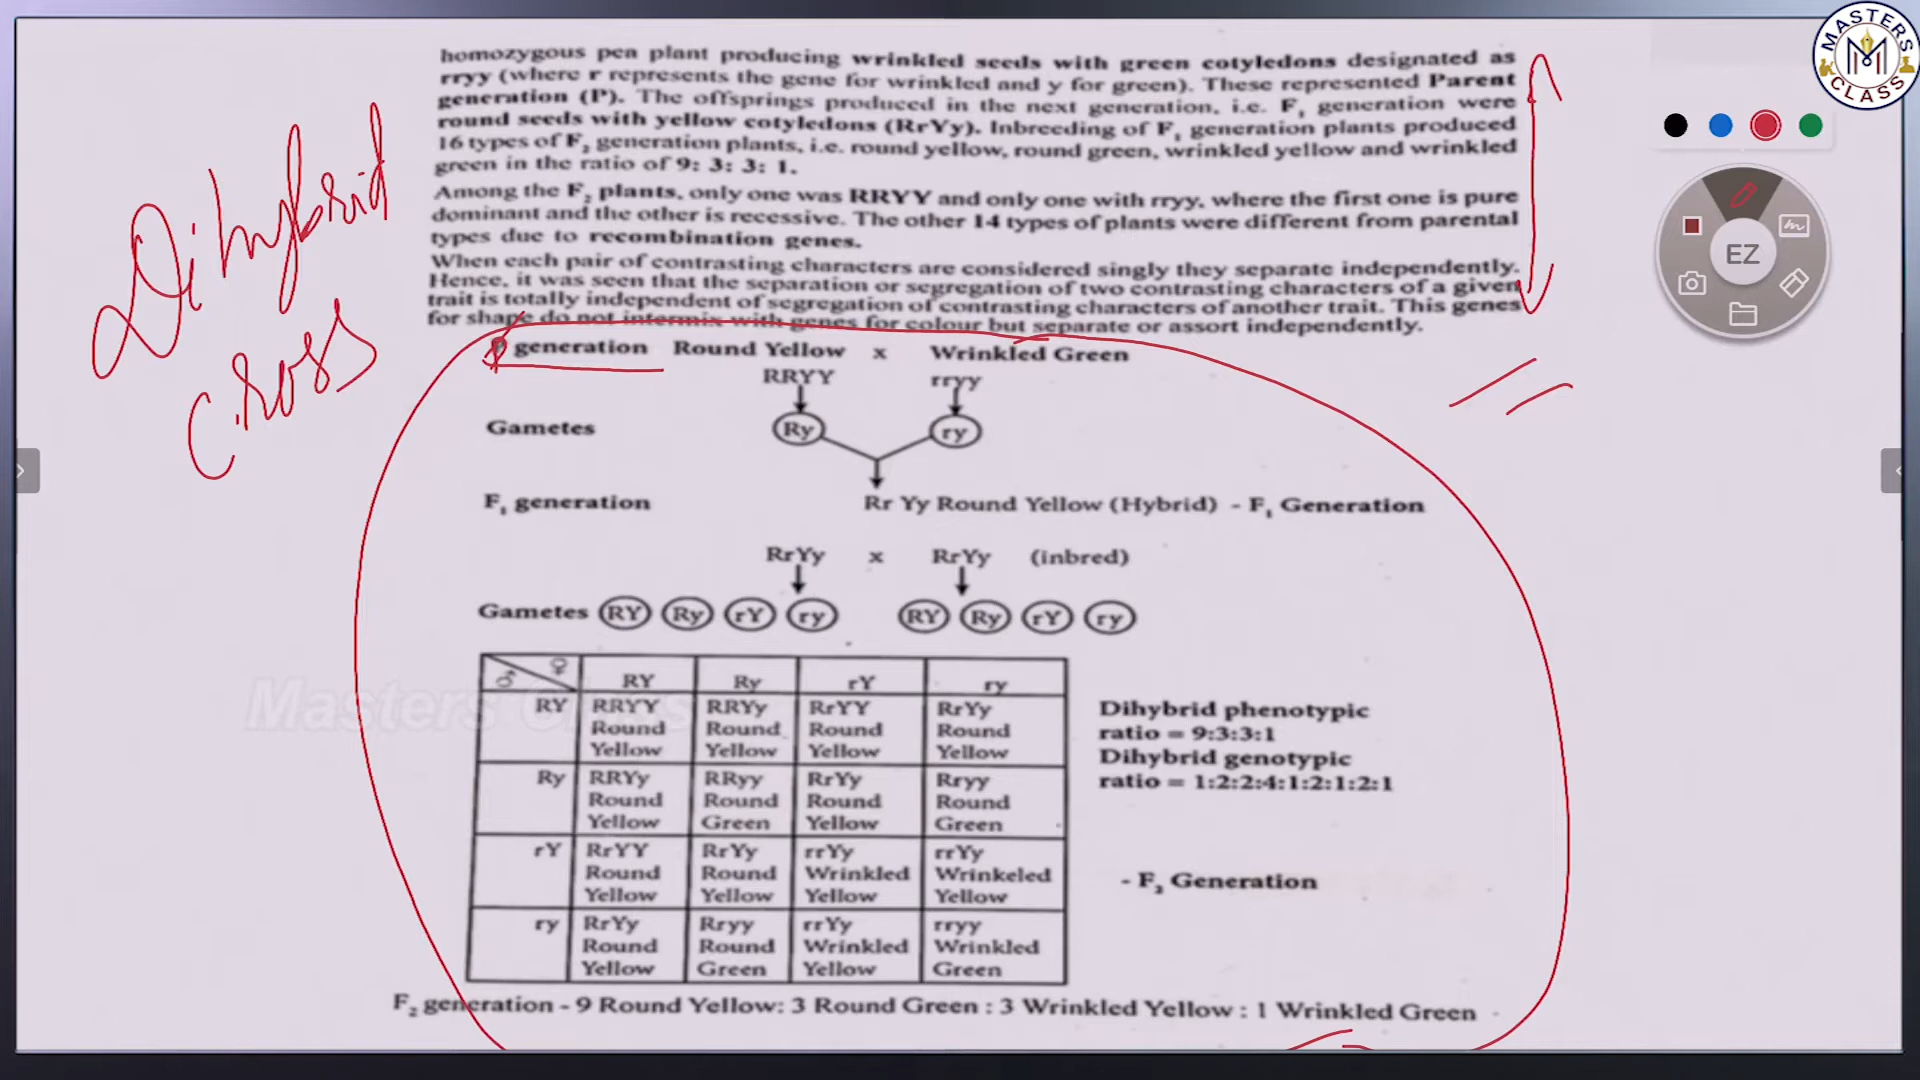 MASTERS CLASS
homozygous pea plant producing wrinkled seeds with green cotyledons designated as
rryy (where r represents the gene for wrinkled and y for green). These represented Parent
generation (P). The offsprings produced in the next generation, i.e. F₁ generation were
round seeds with yellow cotyledons (RrYy). Inbreeding of F₁ generation plants produced
16 types of F₂ generation plants, i.e. round yellow, round green, wrinkled yellow and wrinkled
green in the ratio of 9: 3: 3: 1.
Among the F₂ plants, only one was RRYY and only one with rryy, where the first one is pure
dominant and the other is recessive. The other 14 types of plants were different from parental
types due to recombination genes.
When each pair of contrasting characters are considered singly they separate independently.
Hence, it was seen that the separation or segregation of two contrasting characters of a given
trait is totally independent of segregation of contrasting characters of another trait. This genes
for shape do not intermix with genes for colour but separate or assort independently.
Dihybrid
Cross
EZ
P generation Round Yellow x Wrinkled Green
RRYY rryy
Gametes Ry ry
F₁ generation Rr Yy Round Yellow (Hybrid) - F₁ Generation
RrYy x RrYy (inbred)
Gametes RY Ry rY ry RY Ry rY ry
♂ ♀ RY Ry rY ry
RY RRYY RRYy RrYY RrYy
Round Round Round Round
Yellow Yellow Yellow Yellow
Ry RRYy RRyy RrYy Rryy
Round Round Round Round
Yellow Green Yellow Green
rY RrYY RrYy rrYy rrYy
Round Round Wrinkled Wrinkeled
Yellow Yellow Yellow Yellow
ry RrYy Rryy rrYy rryy
Round Round Wrinkled Wrinkled
Yellow Green Yellow Green
Dihybrid phenotypic
ratio = 9:3:3:1
Dihybrid genotypic
ratio = 1:2:2:4:1:2:1:2:1
- F₂ Generation
F₂ generation - 9 Round Yellow: 3 Round Green : 3 Wrinkled Yellow : 1 Wrinkled Green
Masters Class